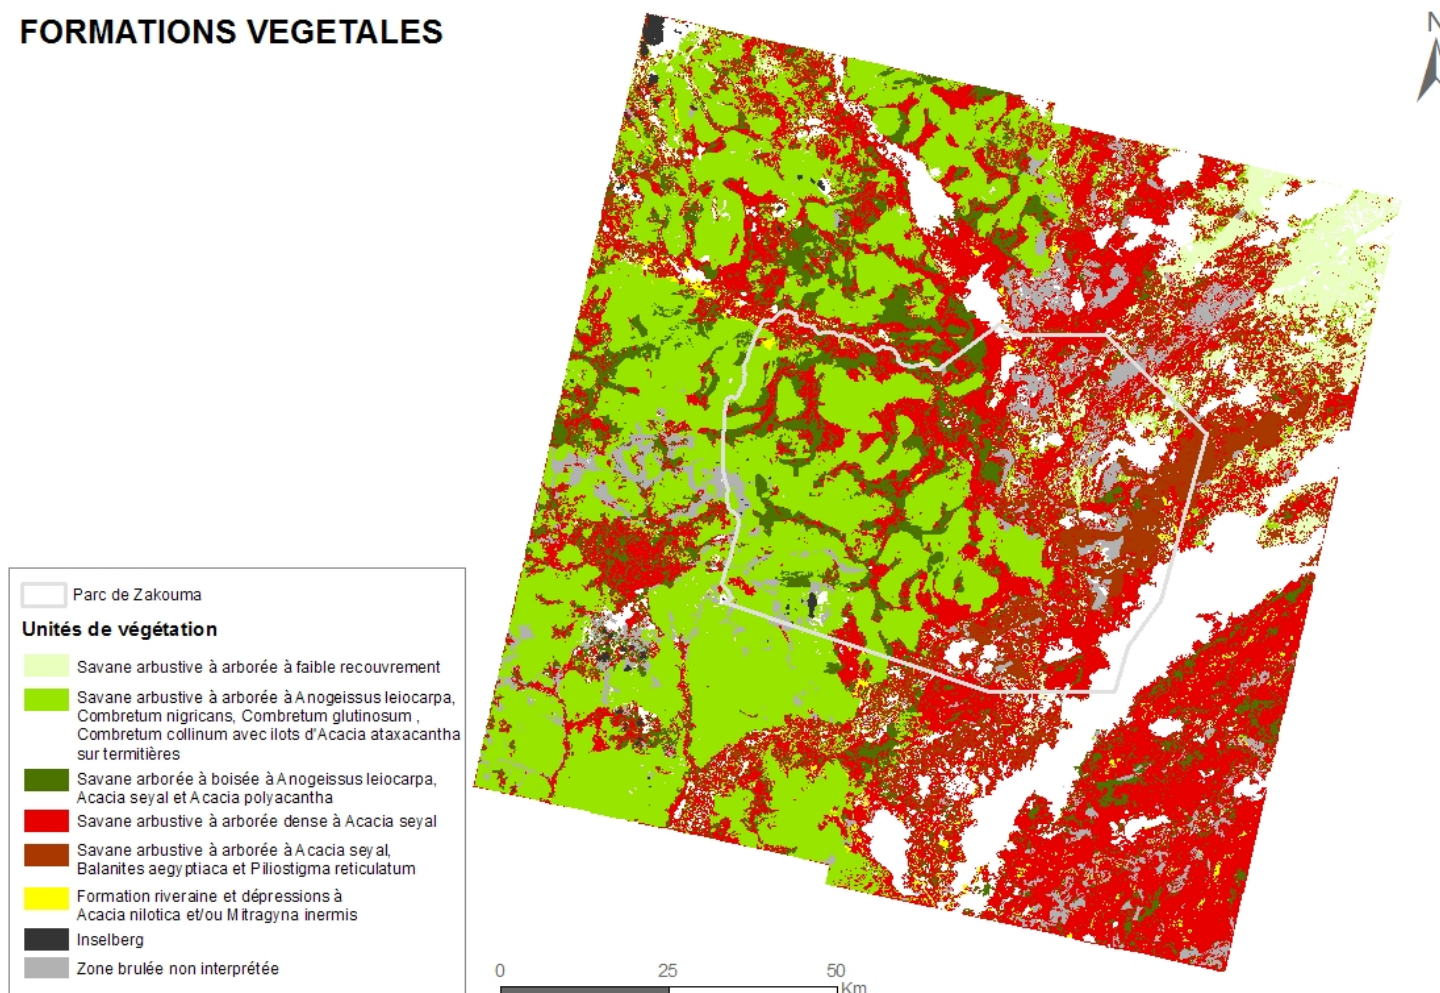 FORMATIONS VEGETALES
N
Parc de Zakouma
Unités de végétation
Savane arbustive à arborée à faible recouvrement
Savane arbustive à arborée à Anogeissus leiocarpa,
Combretum nigricans, Combretum glutinosum ,
Combretum collinum avec ilots d'Acacia ataxacantha
sur termitières
Savane arborée à boisée à Anogeissus leiocarpa,
Acacia seyal et Acacia polyacantha
Savane arbustive à arborée dense à Acacia seyal
Savane arbustive à arborée à Acacia seyal,
Balanites aegyptiaca et Piliostigma reticulatum
Formation riveraine et dépressions à
Acacia nilotica et/ou Mitragyna inermis
Inselberg
Zone brulée non interprétée
0 25 50
Km